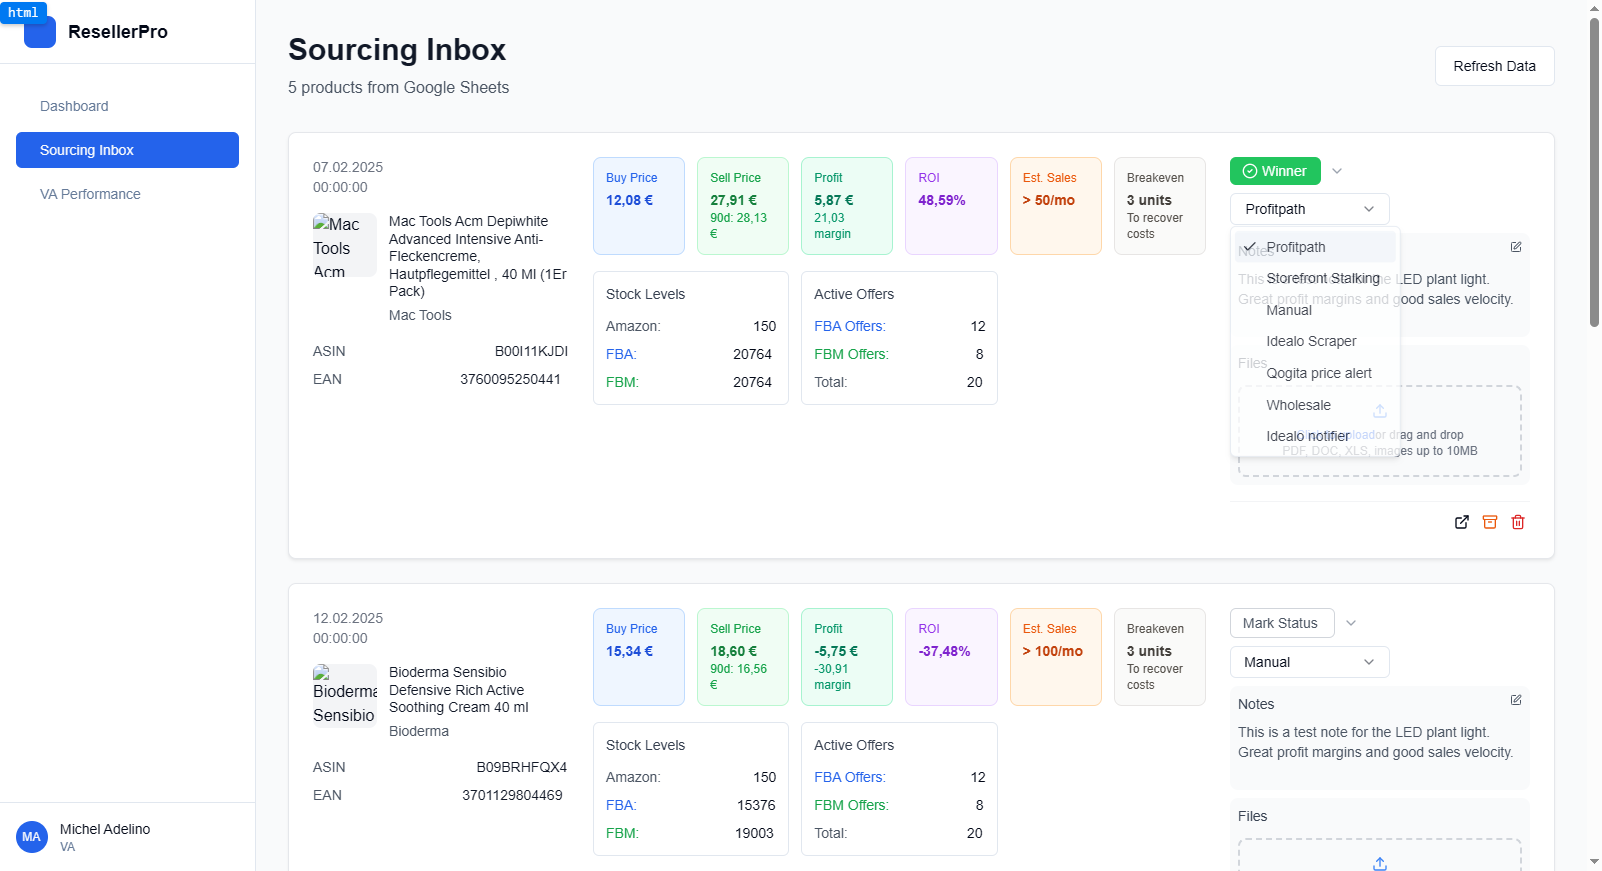 html
ResellerPro
Dashboard
Sourcing Inbox
VA Performance
Michel Adelino
MA
VA
Sourcing Inbox
5 products from Google Sheets
Refresh Data
07.02.2025
00:00:00
Mac
Tools
Acm
Mac Tools Acm Depiwhite
Advanced Intensive Anti-
Fleckencreme,
Hautpflegemittel , 40 Ml (1Er
Pack)
Mac Tools
ASIN B00I11KJDI
EAN 3760095250441
Buy Price
12,08 €
Sell Price
27,91 €
90d: 28,13
€
Profit
5,87 €
21,03
margin
ROI
48,59%
Est. Sales
> 50/mo
Breakeven
3 units
To recover
costs
Stock Levels
Amazon: 150
FBA: 20764
FBM: 20764
Active Offers
FBA Offers: 12
FBM Offers: 8
Total: 20
Winner
Profitpath
Profitpath
Storefront Stalking
Manual
Idealo Scraper
Qogita price alert
Wholesale
Idealo notifier
Notes
This is a test note for the LED plant light.
Great profit margins and good sales velocity.
Files
Click to upload or drag and drop
PDF, DOC, XLS, images up to 10MB
12.02.2025
00:00:00
Bioderma
Sensibio
Bioderma Sensibio
Defensive Rich Active
Soothing Cream 40 ml
Bioderma
ASIN B09BRHFQX4
EAN 3701129804469
Buy Price
15,34 €
Sell Price
18,60 €
90d: 16,56
€
Profit
-5,75 €
-30,91
margin
ROI
-37,48%
Est. Sales
> 100/mo
Breakeven
3 units
To recover
costs
Stock Levels
Amazon: 150
FBA: 15376
FBM: 19003
Active Offers
FBA Offers: 12
FBM Offers: 8
Total: 20
Mark Status
Manual
Notes
This is a test note for the LED plant light.
Great profit margins and good sales velocity.
Files